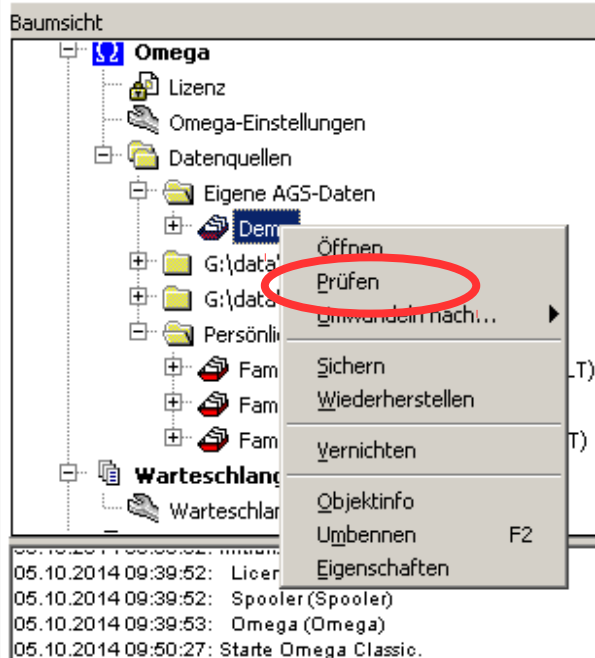 Baumsicht
Omega
Lizenz
Omega-Einstellungen
Datenquellen
Eigene AGS-Daten
Dem
G:\data\
G:\data\
Persönli
Fam
Fam
Fam
Warteschlang
Warteschlar
Öffnen
Prüfen
Umwandeln nach...
Sichern
Wiederherstellen
Vernichten
Objektinfo
Umbennen F2
Eigenschaften
LT)
T)
05.10.2014 09:39:52: Licen
05.10.2014 09:39:52: Spooler (Spooler)
05.10.2014 09:39:53: Omega (Omega)
05.10.2014 09:50:27: Starte Omega Classic.